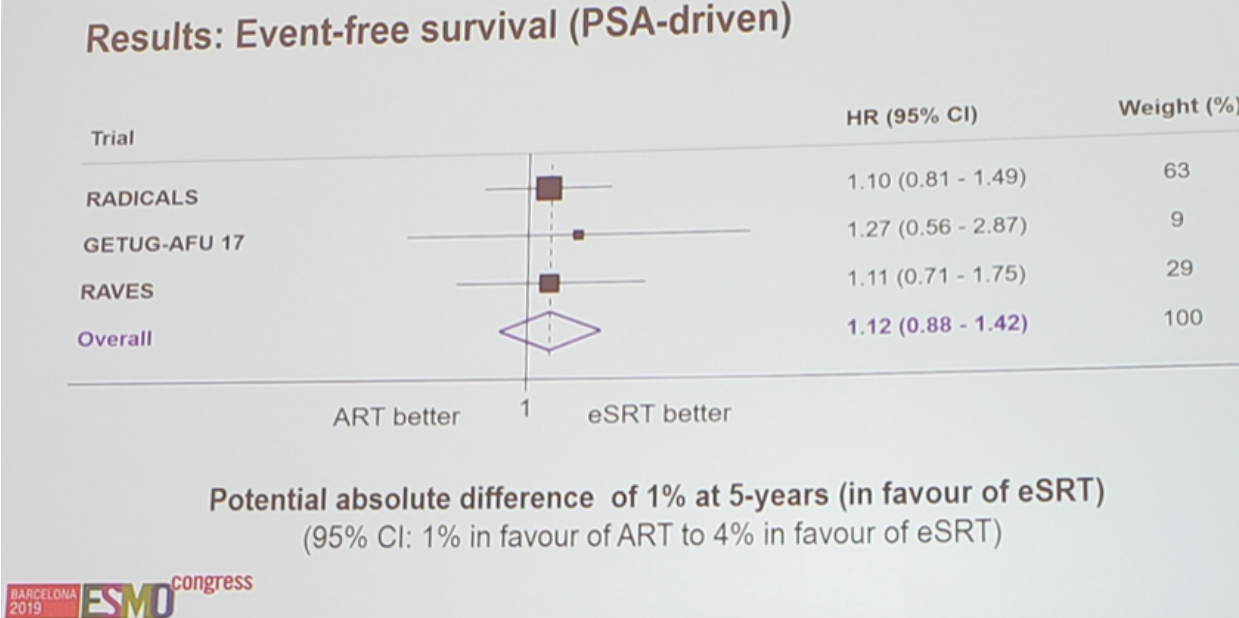 Results: Event-free survival (PSA-driven)
Trial HR (95% CI) Weight (%)
RADICALS 1.10 (0.81 - 1.49) 63
GETUG-AFU 17 1.27 (0.56 - 2.87) 9
RAVES 1.11 (0.71 - 1.75) 29
Overall 1.12 (0.88 - 1.42) 100
ART better 1 eSRT better
Potential absolute difference of 1% at 5-years (in favour of eSRT)
(95% CI: 1% in favour of ART to 4% in favour of eSRT)
BARCELONA
2019
ESMO congress